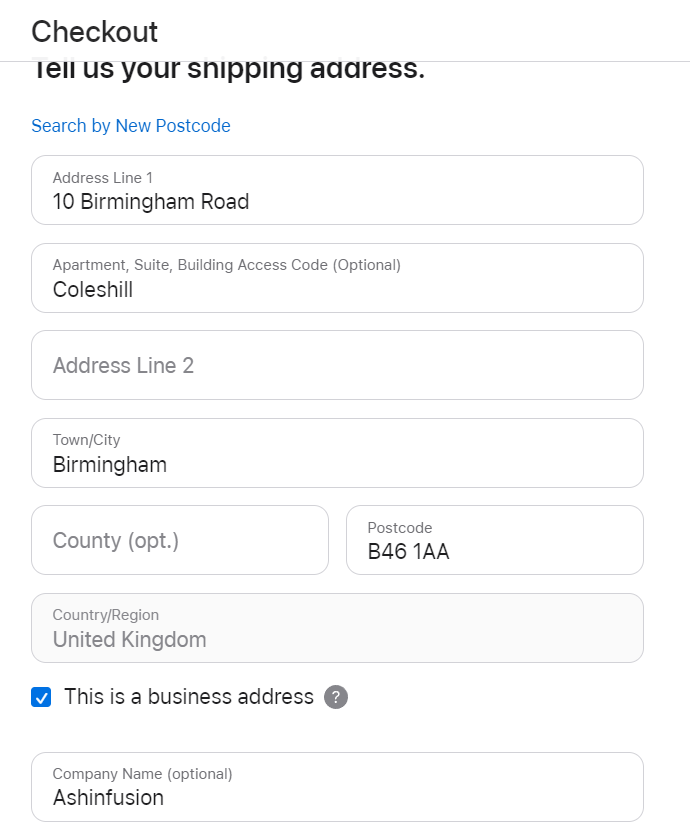 Checkout
Tell us your shipping address.
Search by New Postcode
Address Line 1
10 Birmingham Road
Apartment, Suite, Building Access Code (Optional)
Coleshill
Address Line 2
Town/City
Birmingham
County (opt.)
Postcode
B46 1AA
Country/Region
United Kingdom
This is a business address ?
Company Name (optional)
Ashinfusion